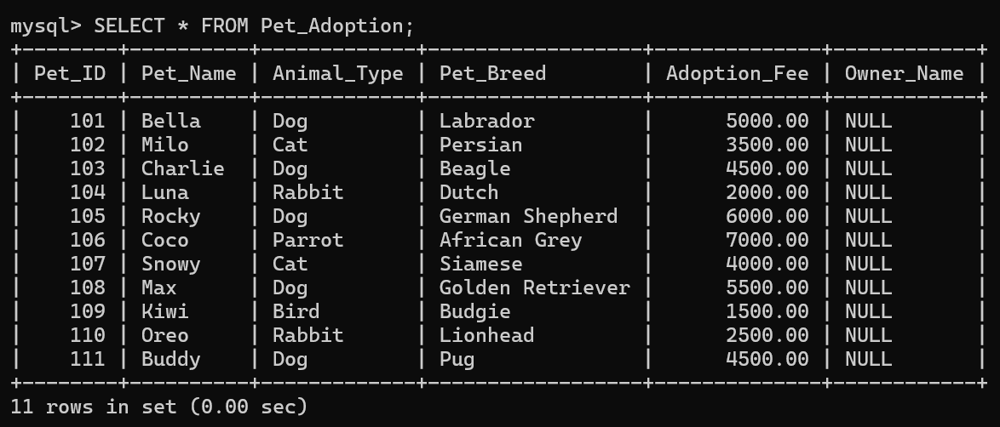 mysql> SELECT * FROM Pet_Adoption;
+--------+----------+-------------+------------------+--------------+------------+
| Pet_ID | Pet_Name | Animal_Type | Pet_Breed        | Adoption_Fee | Owner_Name |
+--------+----------+-------------+------------------+--------------+------------+
|    101 | Bella    | Dog         | Labrador         |      5000.00 | NULL       |
|    102 | Milo     | Cat         | Persian          |      3500.00 | NULL       |
|    103 | Charlie  | Dog         | Beagle           |      4500.00 | NULL       |
|    104 | Luna     | Rabbit      | Dutch            |      2000.00 | NULL       |
|    105 | Rocky    | Dog         | German Shepherd  |      6000.00 | NULL       |
|    106 | Coco     | Parrot      | African Grey     |      7000.00 | NULL       |
|    107 | Snowy    | Cat         | Siamese          |      4000.00 | NULL       |
|    108 | Max      | Dog         | Golden Retriever |      5500.00 | NULL       |
|    109 | Kiwi     | Bird        | Budgie           |      1500.00 | NULL       |
|    110 | Oreo     | Rabbit      | Lionhead         |      2500.00 | NULL       |
|    111 | Buddy    | Dog         | Pug              |      4500.00 | NULL       |
+--------+----------+-------------+------------------+--------------+------------+
11 rows in set (0.00 sec)